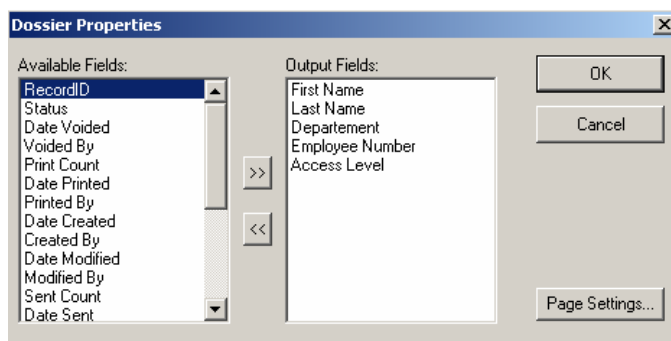 Dossier Properties
Available Fields:
RecordID
Status
Date Voided
Voided By
Print Count
Date Printed
Printed By
Date Created
Created By
Date Modified
Modified By
Sent Count
Date Sent
>>
<<
Output Fields:
First Name
Last Name
Departement
Employee Number
Access Level
OK
Cancel
Page Settings...